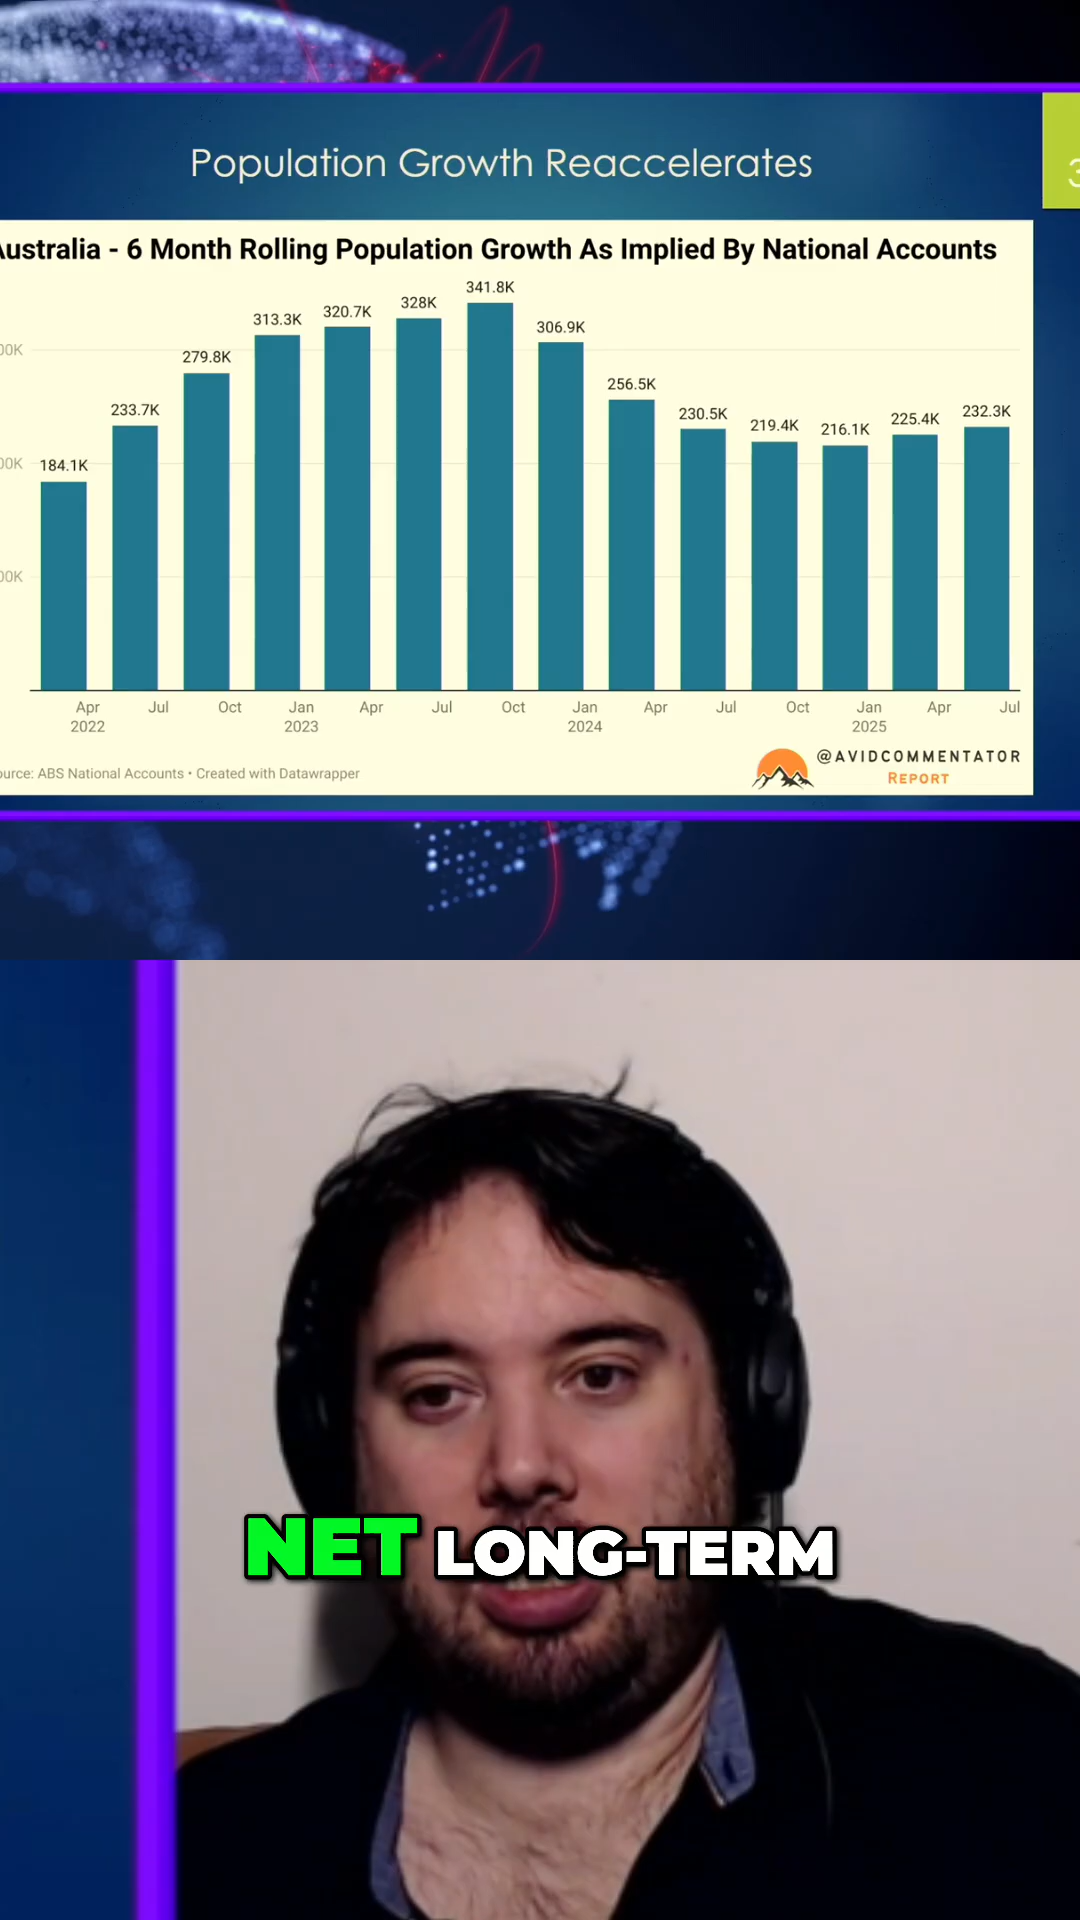 Population Growth Reaccelerates
3
Australia - 6 Month Rolling Population Growth As Implied By National Accounts
341.8K
328K
320.7K
313.3K
306.9K
279.8K
256.5K
233.7K
230.5K
232.3K
225.4K
219.4K
216.1K
184.1K
00K
00K
00K
Apr Jul Oct Jan Apr Jul Oct Jan Apr Jul Oct Jan Apr Jul
2022 2023 2024 2025
ource: ABS National Accounts • Created with Datawrapper
@AVIDCOMMENTATOR
REPORT
NET LONG-TERM